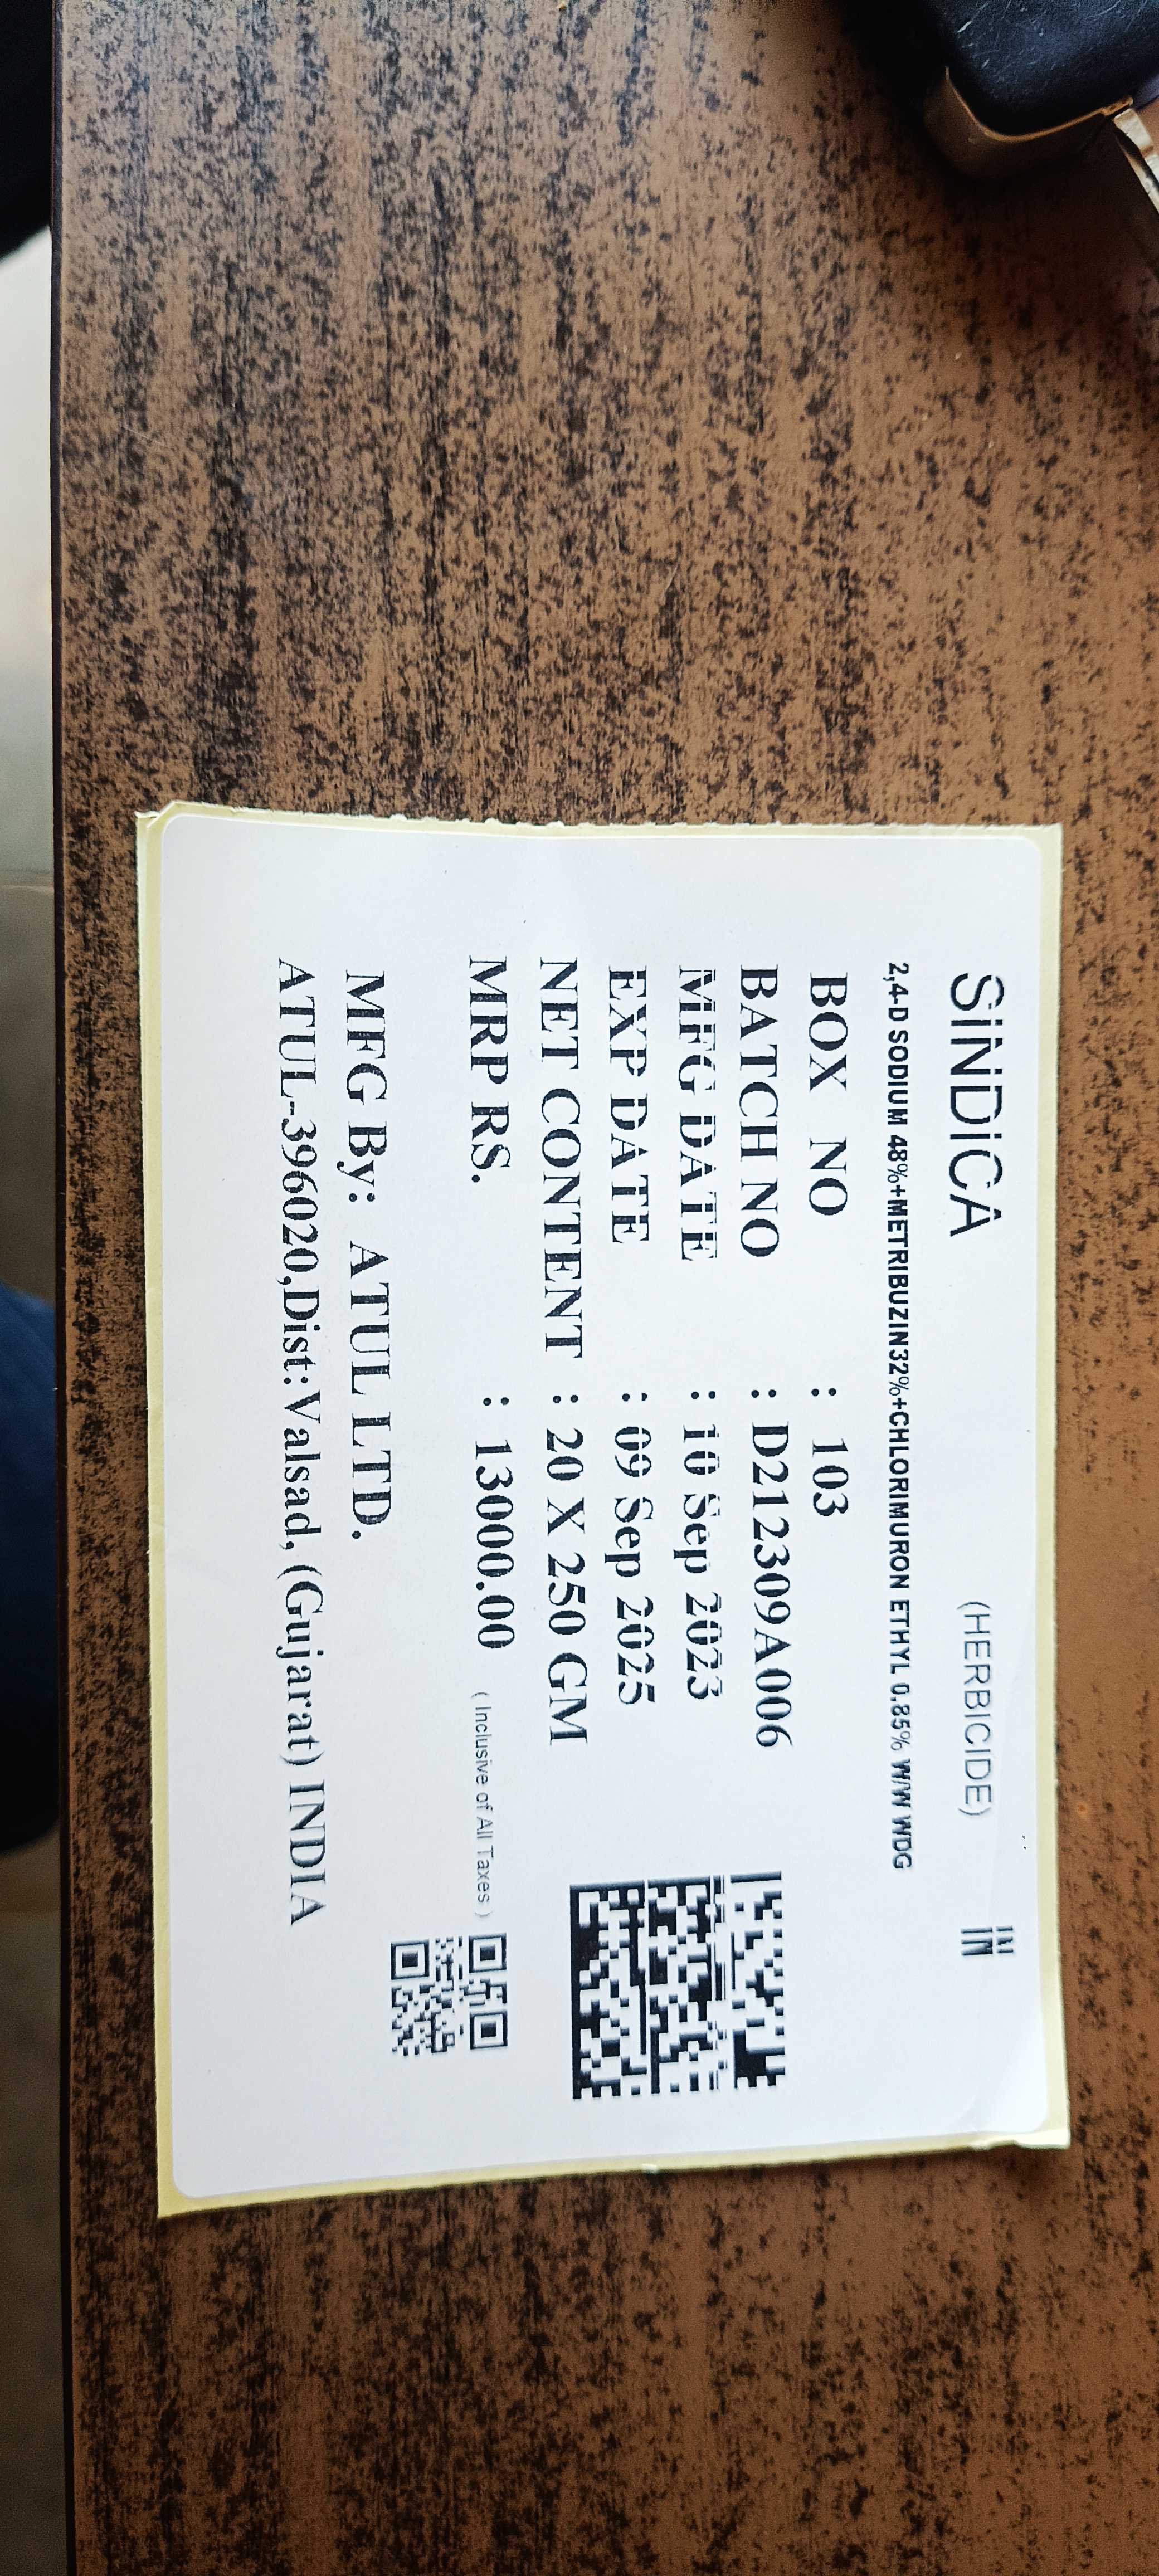 SiNDiCA (HERBICIDE) IN
2,4-D SODIUM 48%+METRIBUZIN32%+CHLORIMURON ETHYL 0.85% W/W WDG
BOX NO : 103
BATCH NO : D212309A006
MFG DATE : 10 Sep 2023
EXP DATE : 09 Sep 2025
NET CONTENT : 20 X 250 GM
MRP RS. : 13000.00 ( Inclusive of All Taxes )
MFG By: ATUL LTD.
ATUL-396020,Dist:Valsad, (Gujarat) INDIA